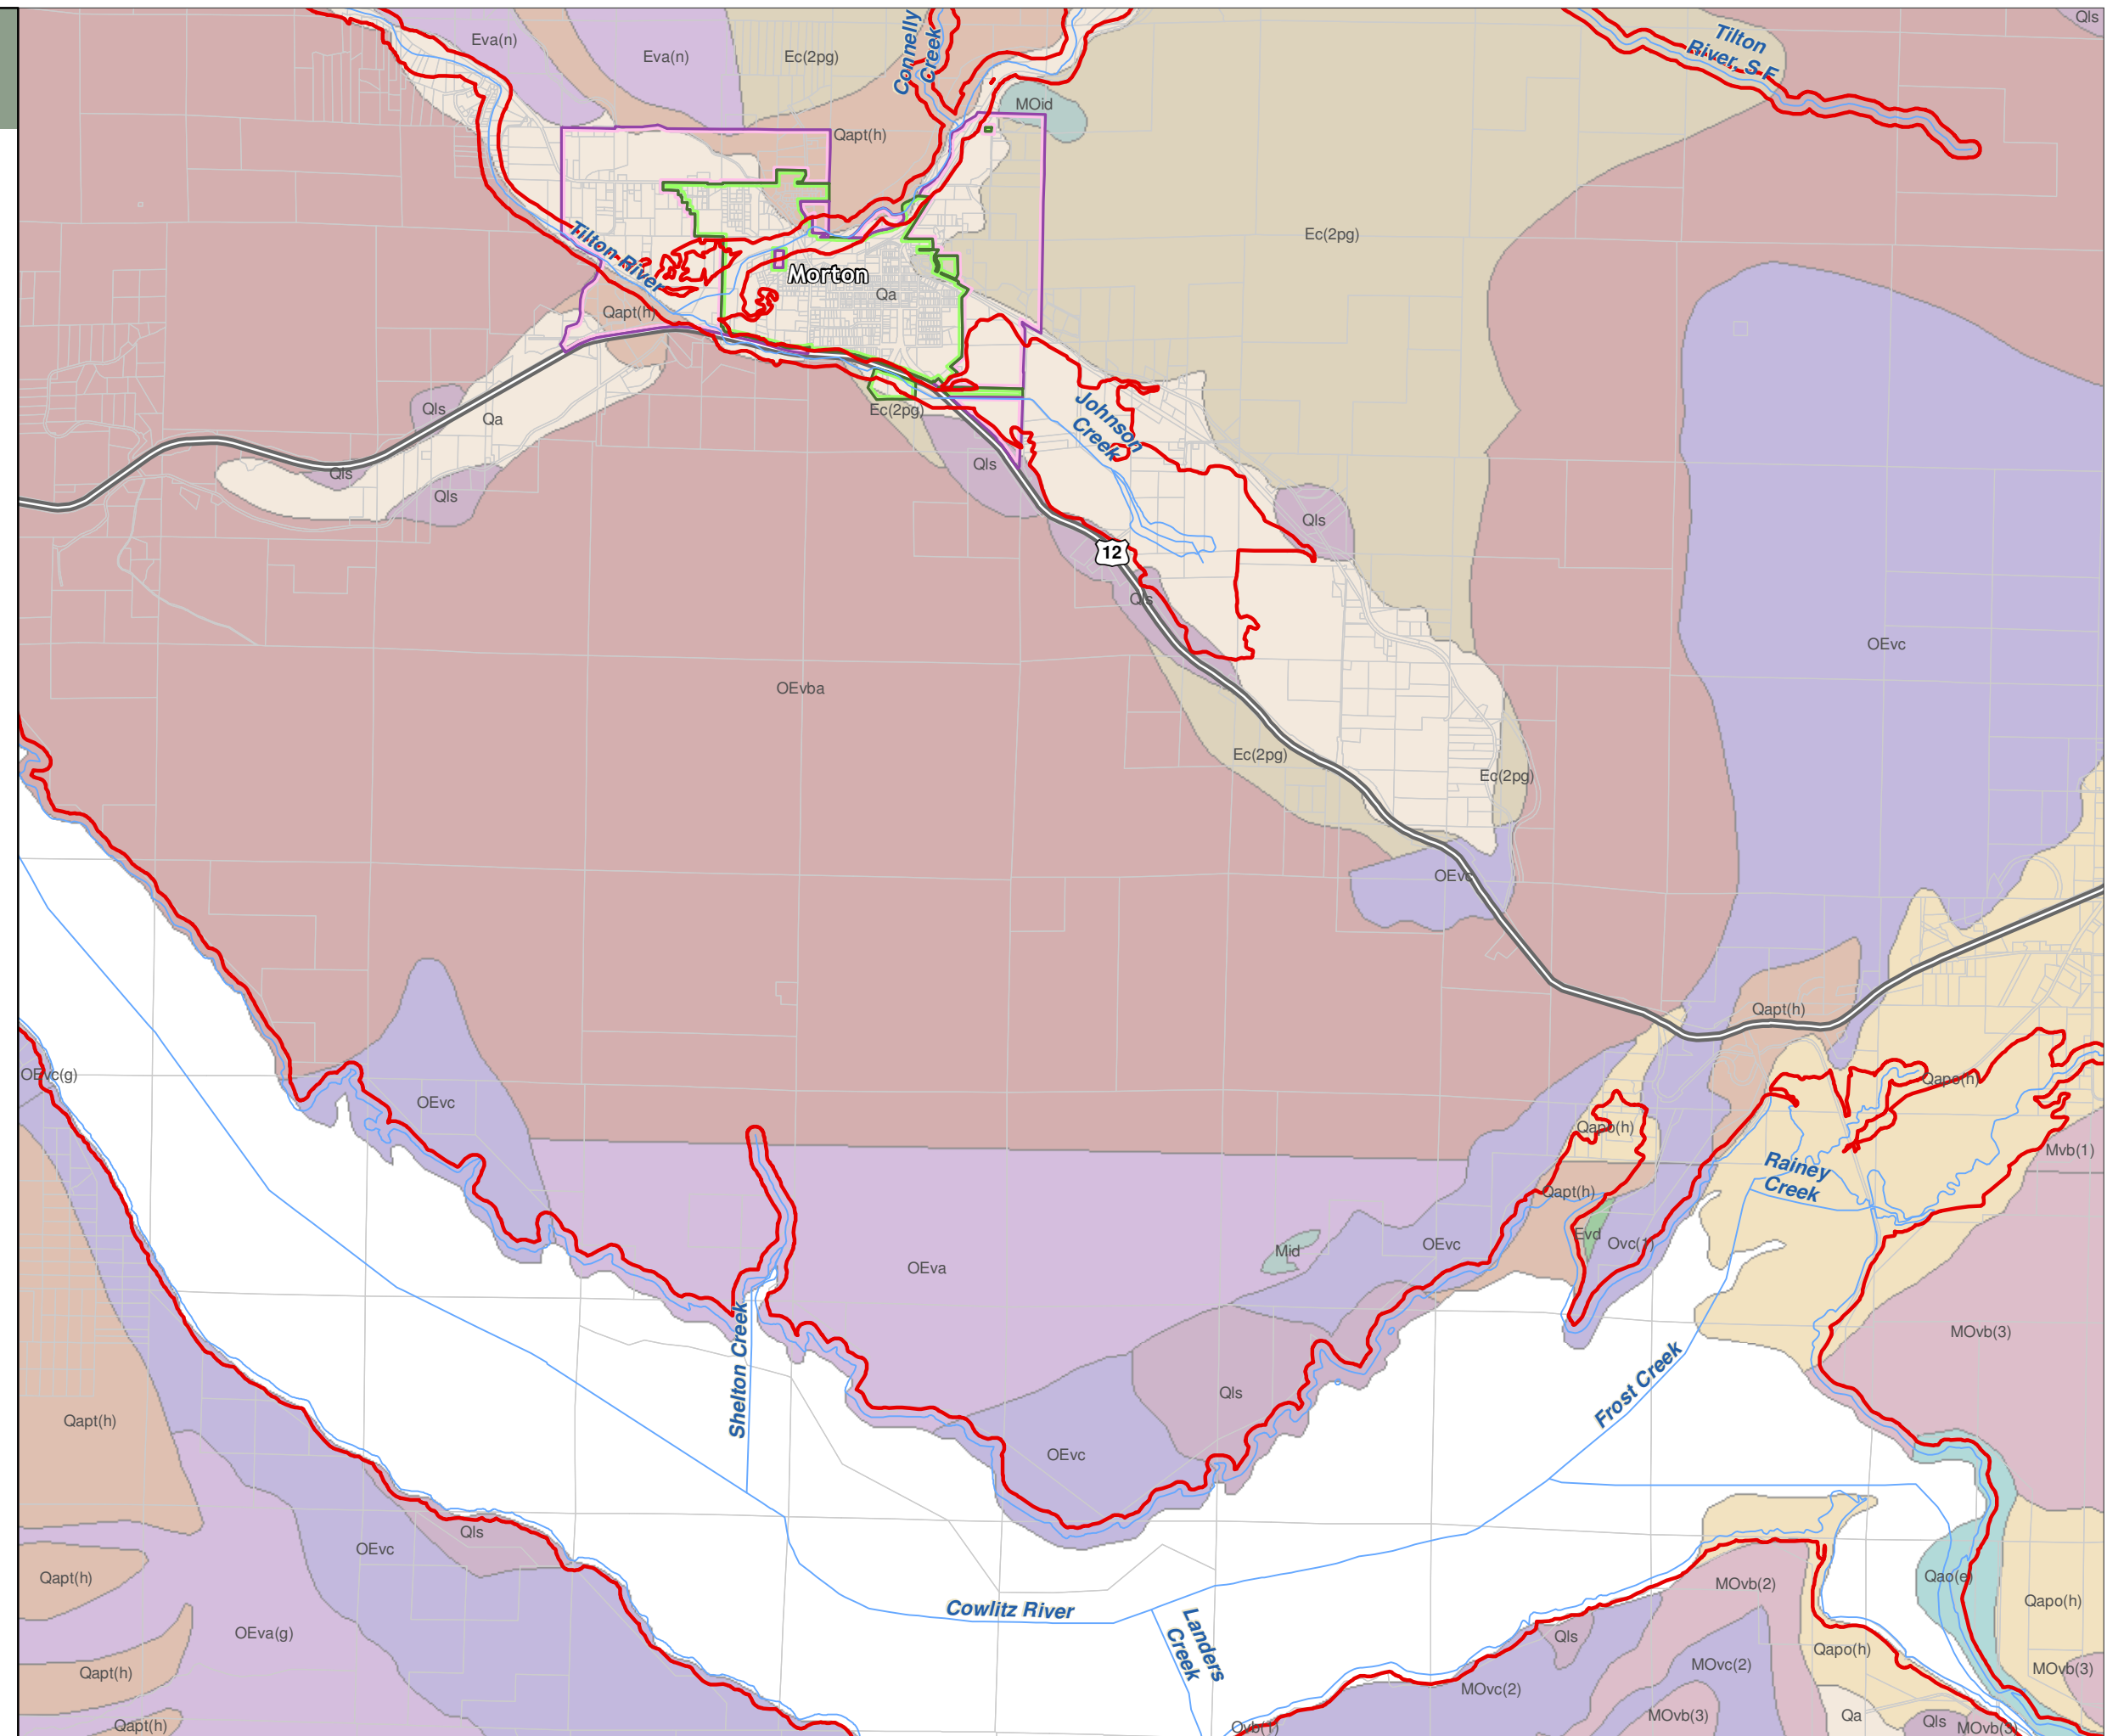 Qls
Eva(n)
Eva(n)
Ec(2pg)
Connelly
Creek
Tilton
River, S F
MOid
Qapt(h)
Tilton River
Ec(2pg)
Morton
Qa
Qapt(h)
Qls
Qa
Ec(2pg)
Johnson
Creek
Qls
Qls
Qls
Qls
12
Qls
OEvc
OEvba
Ec(2pg)
Ec(2pg)
OEvc
Qapt(h)
OEvc(g)
Qapo(h)
OEvc
Qapo(h)
Mvb(1)
Rainey
Creek
Qapt(h)
Evd
Ovc(1)
OEvc
Mid
OEva
MOvb(3)
Shelton Creek
Frost Creek
Qls
Qapt(h)
OEvc
Qls
OEvc
Qapt(h)
Qao(e)
MOvb(2)
Qapo(h)
Cowlitz River
Landers
Creek
OEva(g)
Qls
Qapo(h)
MOvb(3)
MOvc(2)
Qapt(h)
MOvc(2)
MOvb(3)
Qa
Qls
MOvb(3)
Qapt(h)
Ovb(1)